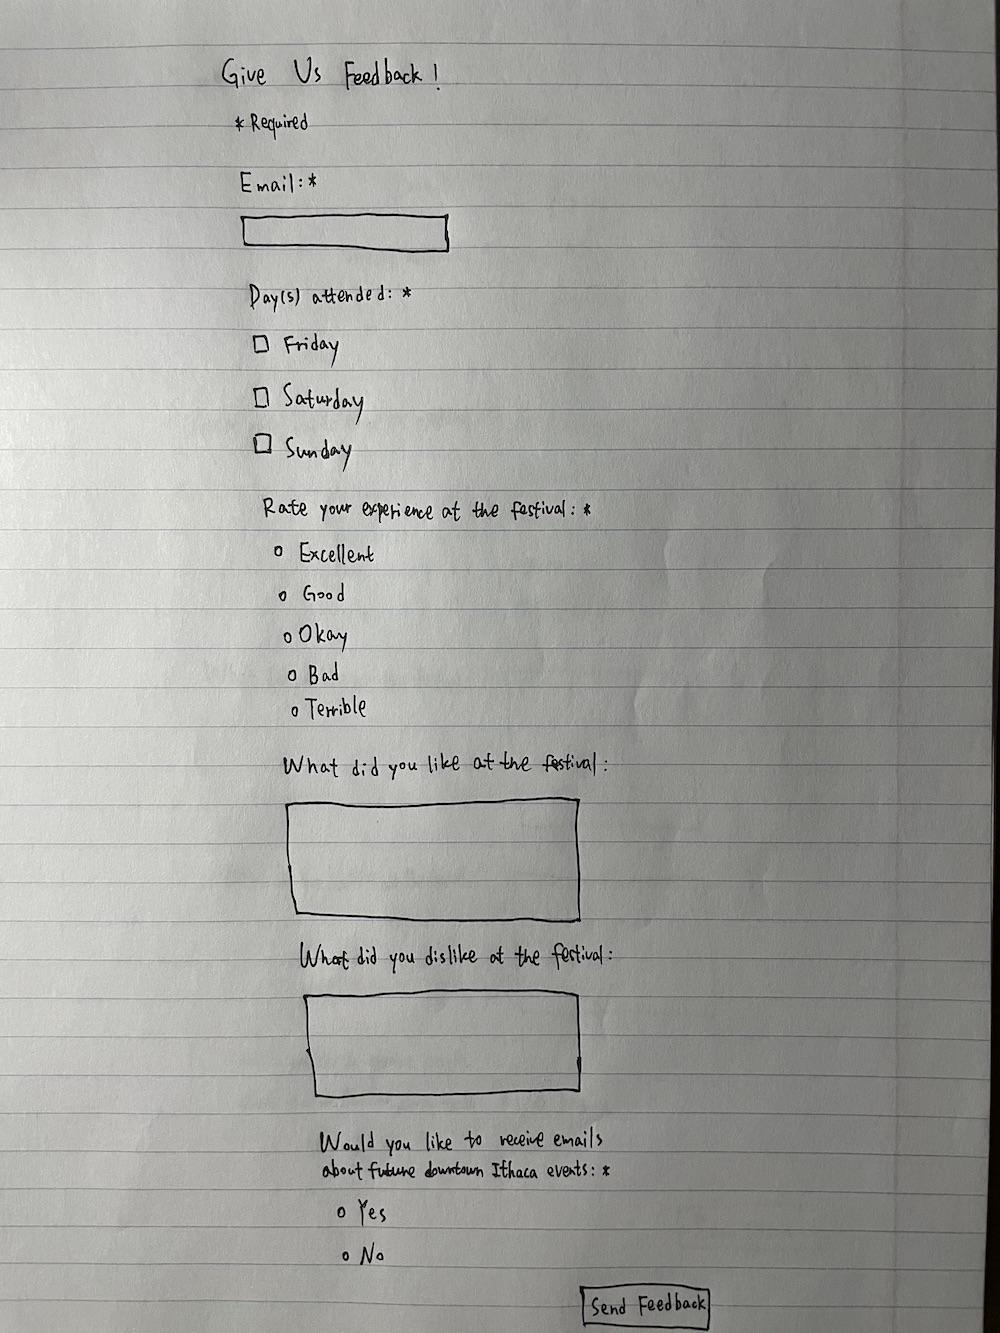 Give Us Feedback!
* Required
Email:*
Day(s) attended: *
Friday
Saturday
Sunday
Rate your experience at the festival: *
Excellent
Good
Okay
Bad
Terrible
What did you like at the festival:
What did you dislike at the festival:
Would you like to receive emails
about future downtown Ithaca events: *
Yes
No
Send Feedback